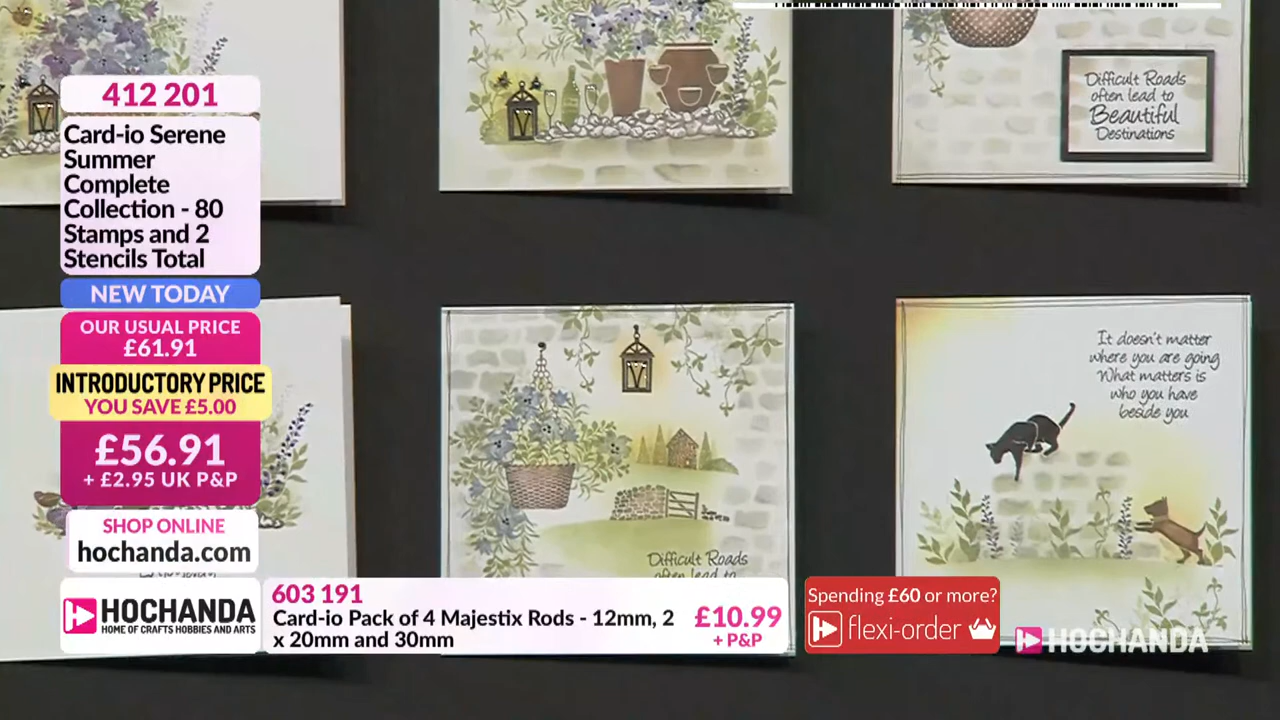 412 201
Card-io Serene
Summer
Complete
Collection - 80
Stamps and 2
Stencils Total
NEW TODAY
OUR USUAL PRICE
£61.91
INTRODUCTORY PRICE
YOU SAVE £5.00
£56.91
+ £2.95 UK P&P
SHOP ONLINE
hochanda.com
HOCHANDA
HOME OF CRAFTS HOBBIES AND ARTS
603 191
Card-io Pack of 4 Majestix Rods - 12mm, 2
x 20mm and 30mm
£10.99
+ P&P
Spending £60 or more?
flexi-order
HOCHANDA
Difficult Roads
often lead to
Beautiful
Destinations
Difficult Roads
often lead to
It doesn't matter
where you are going
What matters is
who you have
beside you